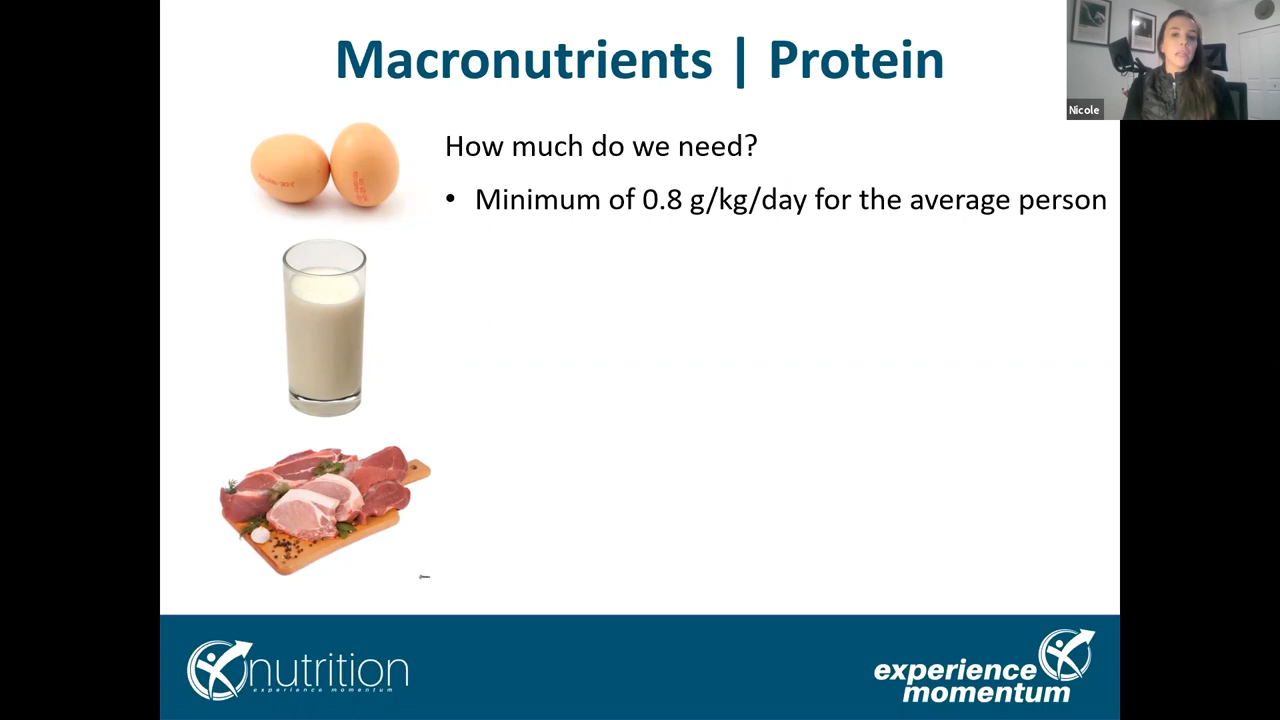 Macronutrients | Protein
Nicole
How much do we need?
• Minimum of 0.8 g/kg/day for the average person
nutrition
experience momentum
experience
momentum